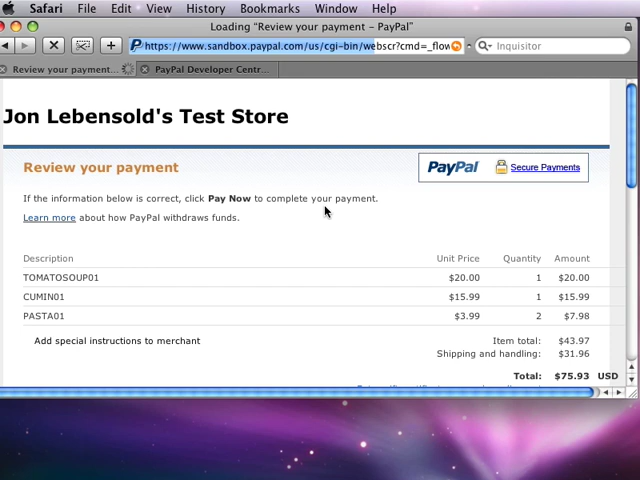 Safari File Edit View History Bookmarks Window Help
Loading “Review your payment – PayPal”
https://www.sandbox.paypal.com/us/cgi-bin/webscr?cmd=_flow Inquisitor
Review your payment... PayPal Developer Centr...
Jon Lebensold's Test Store
Review your payment
PayPal Secure Payments
If the information below is correct, click Pay Now to complete your payment.
Learn more about how PayPal withdraws funds.
Description Unit Price Quantity Amount
TOMATOSOUP01 $20.00 1 $20.00
CUMIN01 $15.99 1 $15.99
PASTA01 $3.99 2 $7.98
Add special instructions to merchant Item total: $43.97
Shipping and handling: $31.96
Total: $75.93 USD